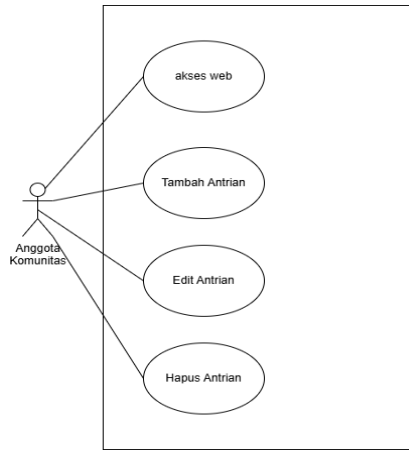 akses web
Tambah Antrian
Anggota
Komunitas
Edit Antrian
Hapus Antrian